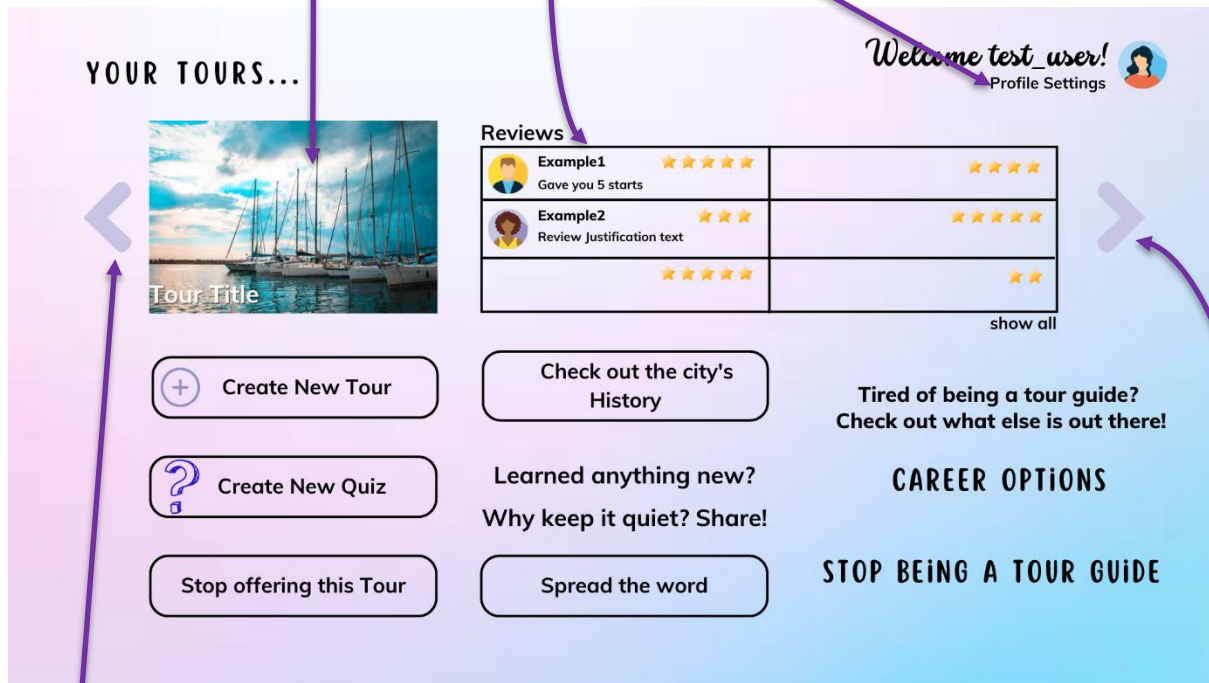 YOUR TOURS...
Welcome test_user!
Profile Settings
Tour Title
Reviews
Example1
Gave you 5 starts
Example2
Review Justification text
show all
Create New Tour
Create New Quiz
Stop offering this Tour
Check out the city's
History
Learned anything new?
Why keep it quiet? Share!
Spread the word
Tired of being a tour guide?
Check out what else is out there!
CAREER OPTIONS
STOP BEING A TOUR GUIDE